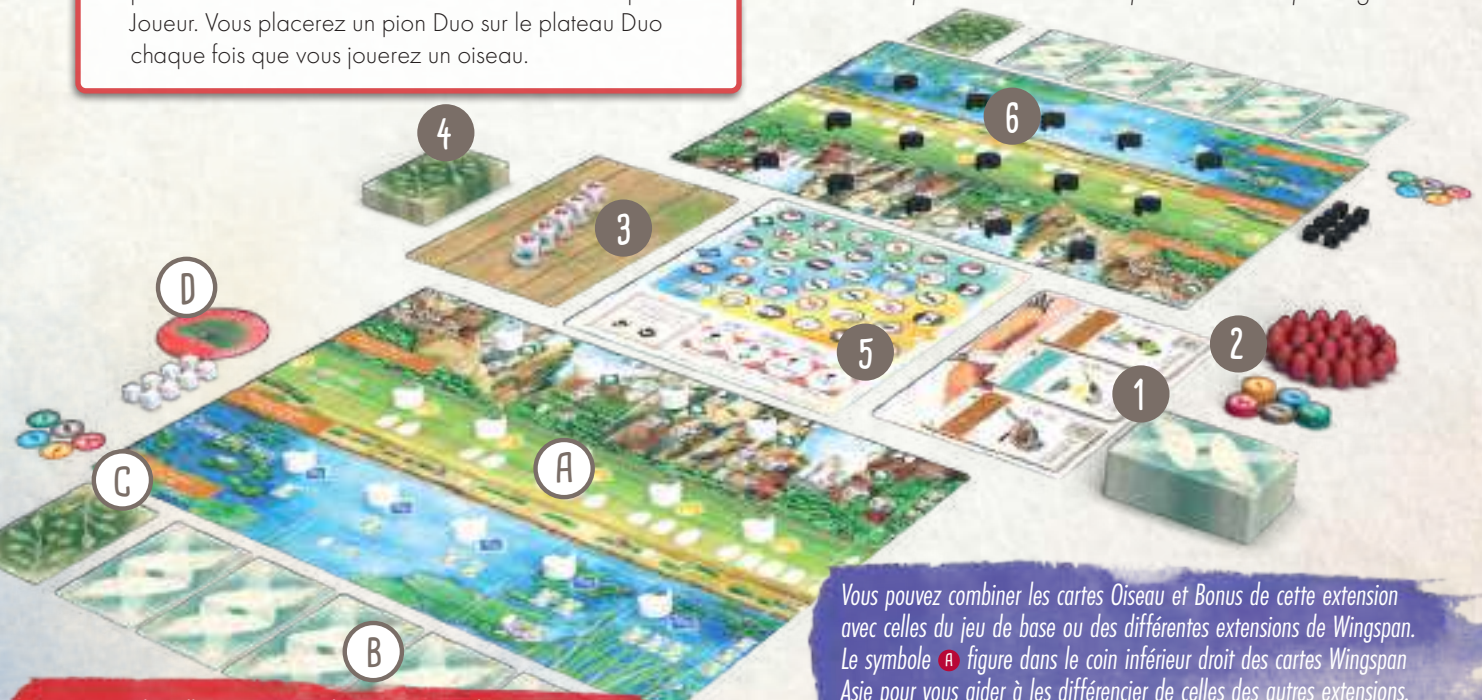 Joueur. Vous placerez un pion Duo sur le plateau Duo
chaque fois que vous jouerez un oiseau.
4
6
3
D
5
2
1
A
C
B
Vous pouvez combiner les cartes Oiseau et Bonus de cette extension
avec celles du jeu de base ou des différentes extensions de Wingspan.
Le symbole A figure dans le coin inférieur droit des cartes Wingspan
Asie pour vous aider à les différencier de celles des autres extensions